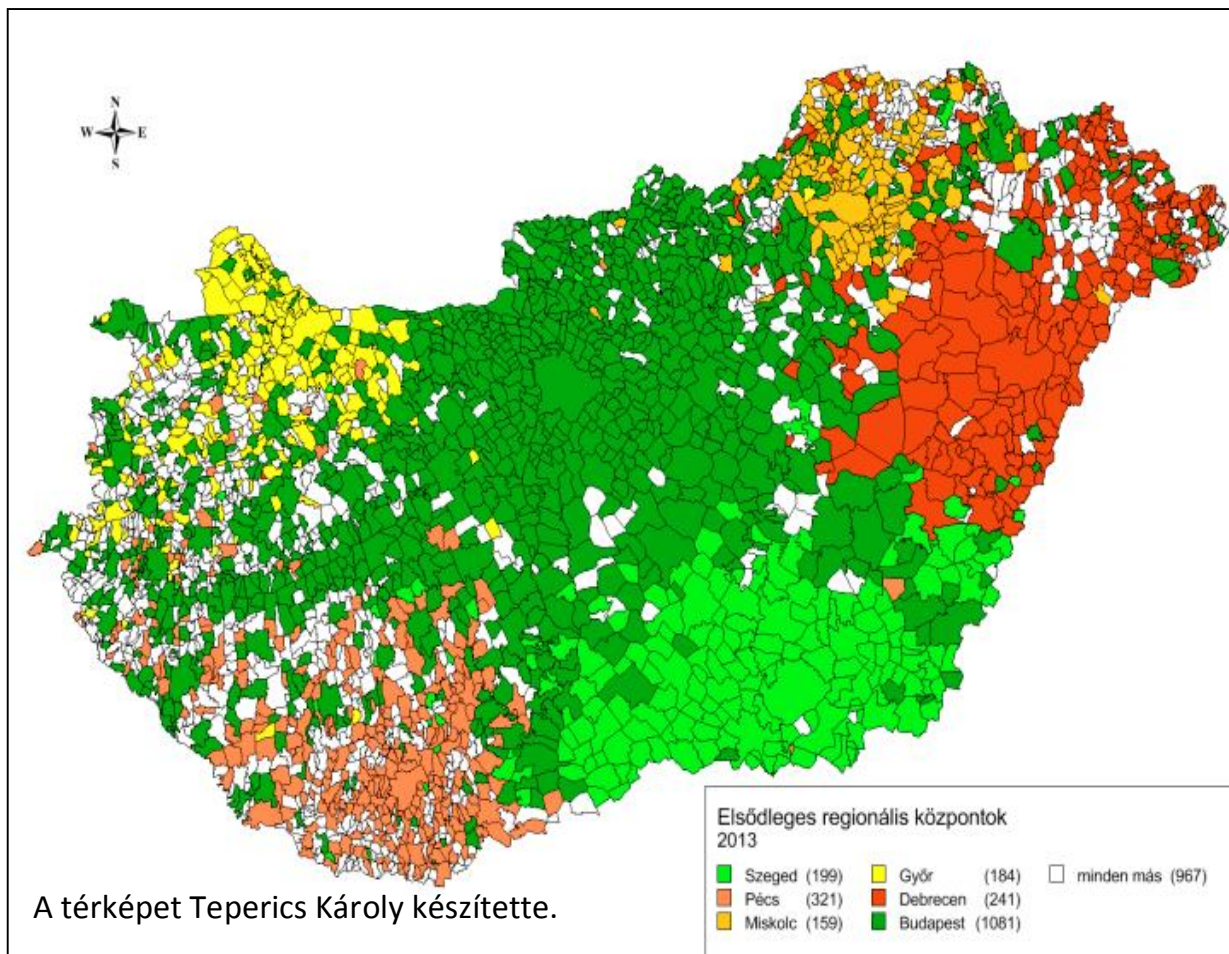 N
W E
S
Elsődleges regionális központok
2013
Szeged (199) Győr (184) minden más (967)
Pécs (321) Debrecen (241)
Miskolc (159) Budapest (1081)
A térképet Teperics Károly készítette.